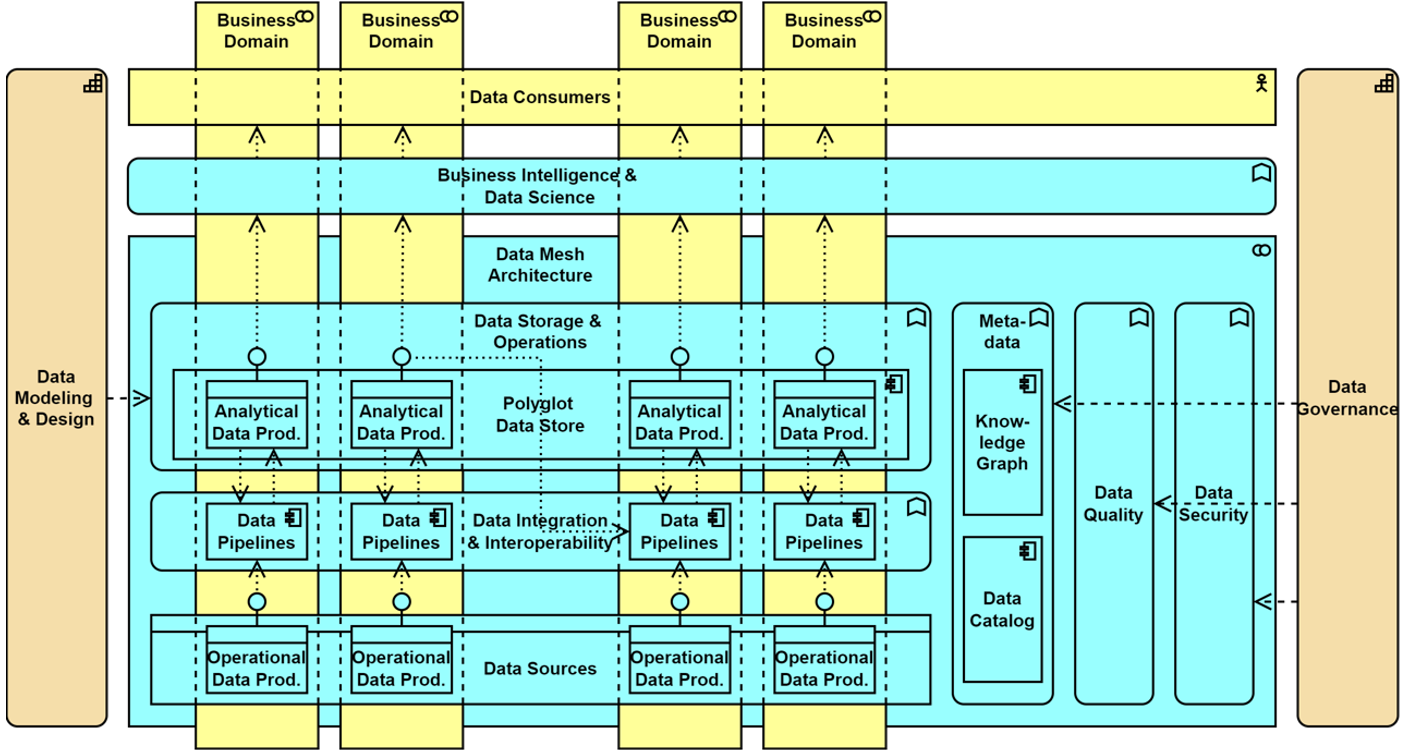 Business
Domain
Business
Domain
Business
Domain
Business
Domain
Data Consumers
Business Intelligence &
Data Science
Data Mesh
Architecture
Data Storage &
Operations
Polyglot
Data Store
Analytical
Data Prod.
Analytical
Data Prod.
Analytical
Data Prod.
Analytical
Data Prod.
Data
Pipelines
Data
Pipelines
Data Integration
& Interoperability
Data
Pipelines
Data
Pipelines
Operational
Data Prod.
Operational
Data Prod.
Data Sources
Operational
Data Prod.
Operational
Data Prod.
Meta-
data
Know-
ledge
Graph
Data
Catalog
Data
Quality
Data
Security
Data
Modeling
& Design
Data
Governance